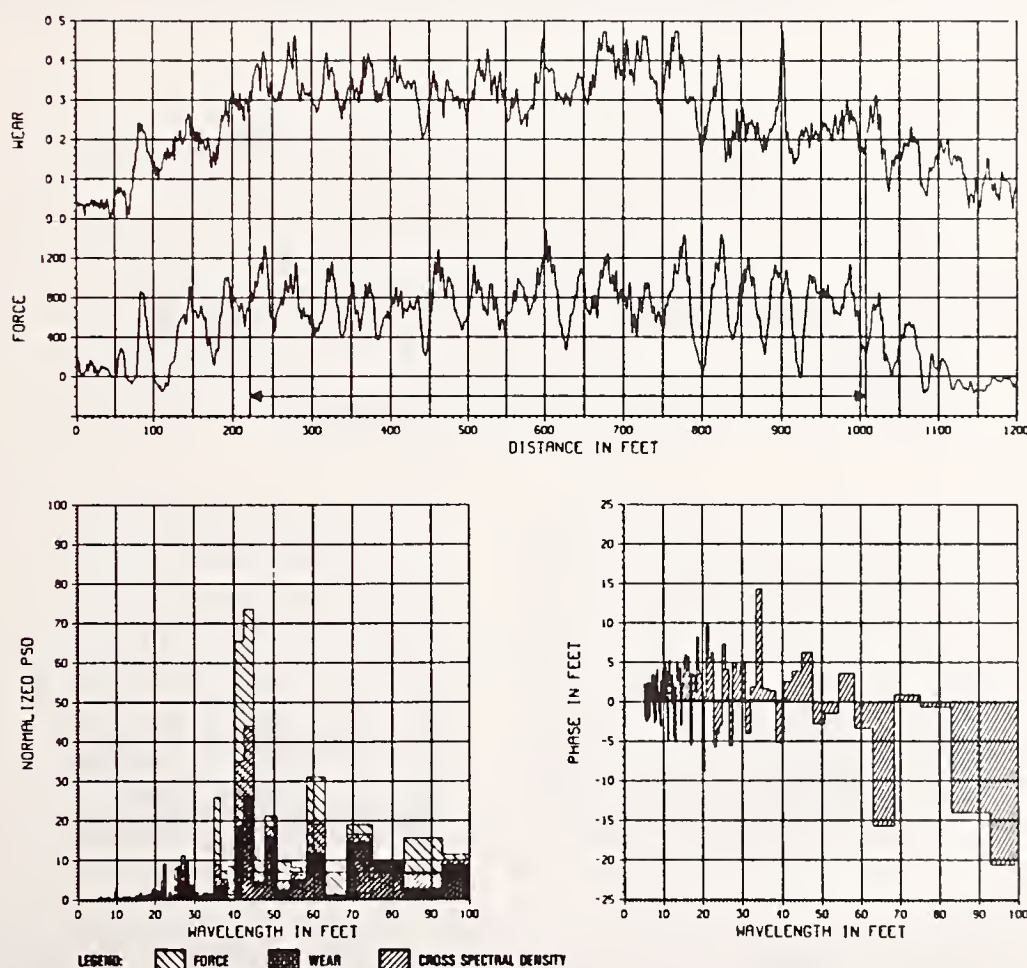 0.5
0.4
0.3
0.2
0.1
0.0
WEAR
1200
800
400
0
FORCE
0 100 200 300 400 500 600 700 800 900 1000 1100 1200
DISTANCE IN FEET
100
90
80
70
60
50
40
30
20
10
0
NORMALIZED PSD
0 10 20 30 40 50 60 70 80 90 100
WAVELENGTH IN FEET
25
20
15
10
5
0
-5
-10
-15
-20
-25
PHASE IN FEET
0 10 20 30 40 50 60 70 80 90 100
WAVELENGTH IN FEET
LEGEND: FORCE WEAR CROSS SPECTRAL DENSITY